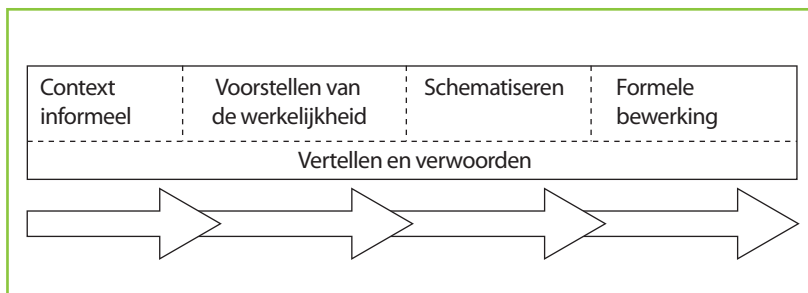 Context
informeel
Voorstellen van
de werkelijkheid
Schematiseren
Formele
bewerking
Vertellen en verwoorden